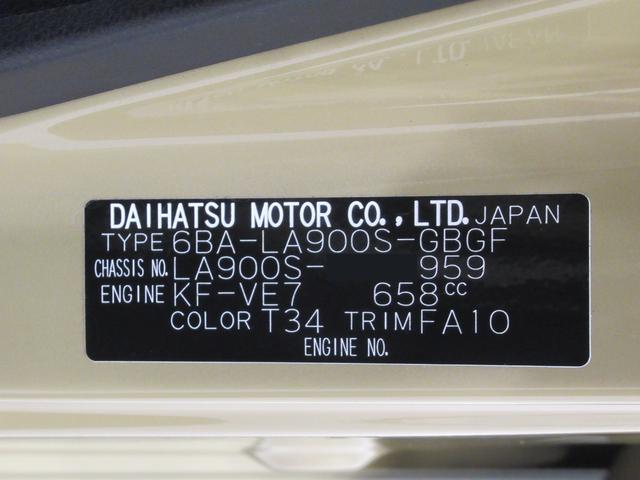 DAIHATSU MOTOR CO., LTD. JAPAN
TYPE 6BA-LA900S-GBGF
CHASSIS NO. LA900S- 959
ENGINE KF-VE7 658cc
COLOR T34 TRIM FA10
ENGINE NO.